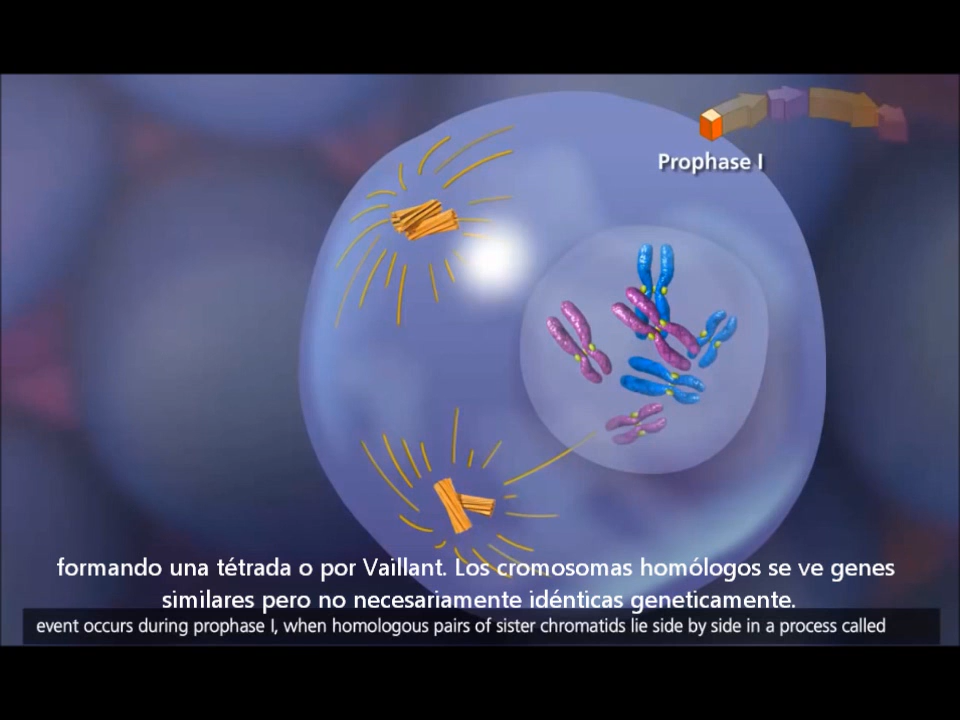 Prophase I
formando una tétrada o por Vaillant. Los cromosomas homólogos se ve genes
similares pero no necesariamente idénticas geneticamente.
event occurs during prophase I, when homologous pairs of sister chromatids lie side by side in a process called